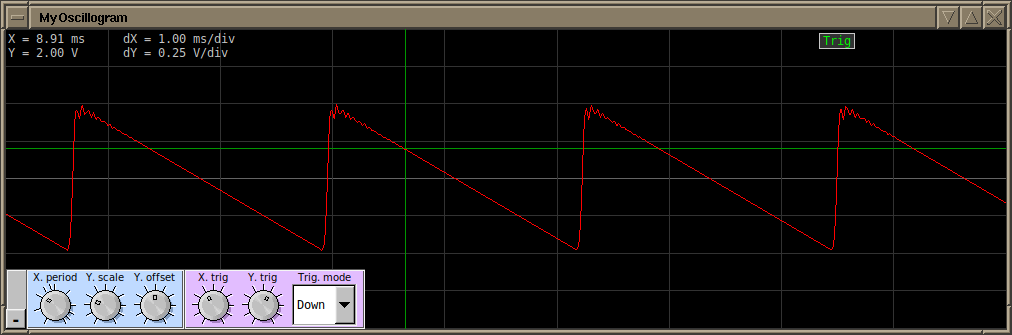 MyOscillogram
X = 8.91 ms dX = 1.00 ms/div
Y = 2.00 V dY = 0.25 V/div
Trig
X. period Y. scale Y. offset X. trig Y. trig Trig. mode
Down
-